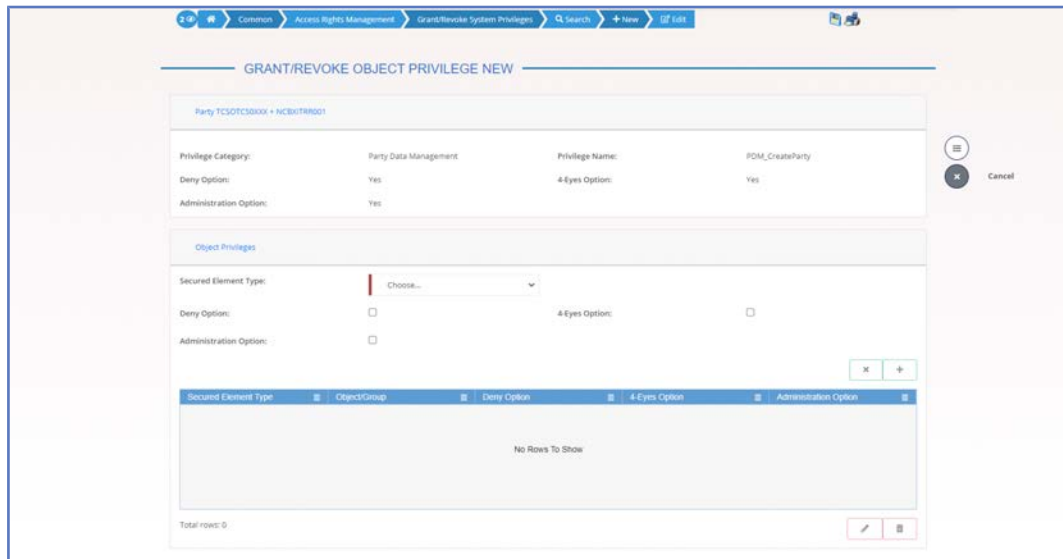 2
Common Access Rights Management Grant/Revoke System Privileges Search New Edit
GRANT/REVOKE OBJECT PRIVILEGE NEW
Party TCSDTCS0XXX + NCBXITRR001
Privilege Category: Party Data Management Privilege Name: PDM_CreateParty
Deny Option: Yes 4-Eyes Option: Yes
Administration Option: Yes
Cancel
Object Privileges
Secured Element Type: Choose...
Deny Option: 4-Eyes Option:
Administration Option:
Secured Element Type Object/Group Deny Option 4-Eyes Option Administration Option
No Rows To Show
Total rows: 0